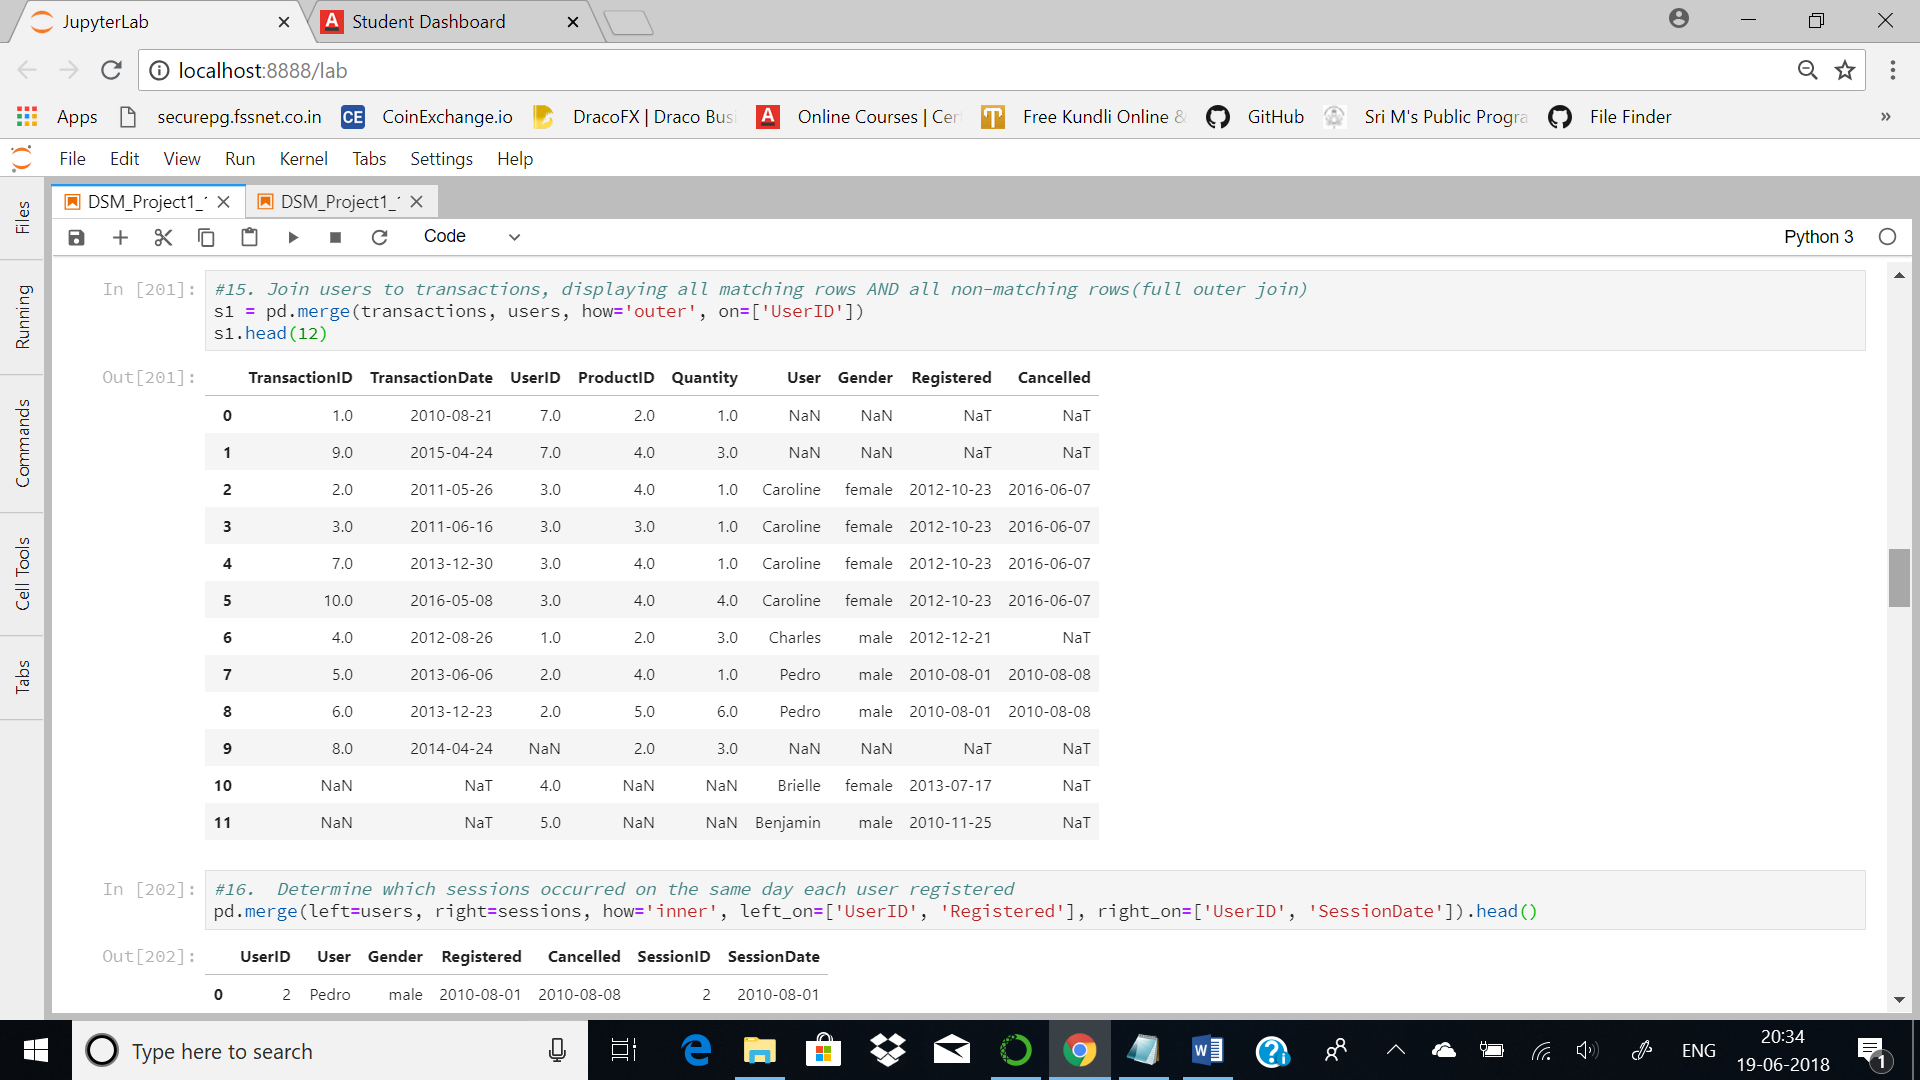 JupyterLab
Student Dashboard
localhost:8888/lab
Apps securepg.fssnet.co.in CE CoinExchange.io DracoFX | Draco Busi Online Courses | Cer Free Kundli Online & GitHub Sri M's Public Progra File Finder »
File Edit View Run Kernel Tabs Settings Help
DSM_Project1_ DSM_Project1_
Code Python 3
Files
Running
Commands
Cell Tools
Tabs
In [201]: #15. Join users to transactions, displaying all matching rows AND all non-matching rows(full outer join)
s1 = pd.merge(transactions, users, how='outer', on=['UserID'])
s1.head(12)
Out[201]: TransactionID TransactionDate UserID ProductID Quantity User Gender Registered Cancelled
0 1.0 2010-08-21 7.0 2.0 1.0 NaN NaN NaT NaT
1 9.0 2015-04-24 7.0 4.0 3.0 NaN NaN NaT NaT
2 2.0 2011-05-26 3.0 4.0 1.0 Caroline female 2012-10-23 2016-06-07
3 3.0 2011-06-16 3.0 3.0 1.0 Caroline female 2012-10-23 2016-06-07
4 7.0 2013-12-30 3.0 4.0 1.0 Caroline female 2012-10-23 2016-06-07
5 10.0 2016-05-08 3.0 4.0 4.0 Caroline female 2012-10-23 2016-06-07
6 4.0 2012-08-26 1.0 2.0 3.0 Charles male 2012-12-21 NaT
7 5.0 2013-06-06 2.0 4.0 1.0 Pedro male 2010-08-01 2010-08-08
8 6.0 2013-12-23 2.0 5.0 6.0 Pedro male 2010-08-01 2010-08-08
9 8.0 2014-04-24 NaN 2.0 3.0 NaN NaN NaT NaT
10 NaN NaT 4.0 NaN NaN Brielle female 2013-07-17 NaT
11 NaN NaT 5.0 NaN NaN Benjamin male 2010-11-25 NaT
In [202]: #16.  Determine which sessions occurred on the same day each user registered
pd.merge(left=users, right=sessions, how='inner', left_on=['UserID', 'Registered'], right_on=['UserID', 'SessionDate']).head()
Out[202]: UserID User Gender Registered Cancelled SessionID SessionDate
0 2 Pedro male 2010-08-01 2010-08-08 2 2010-08-01
Type here to search
ENG
20:34
19-06-2018
1